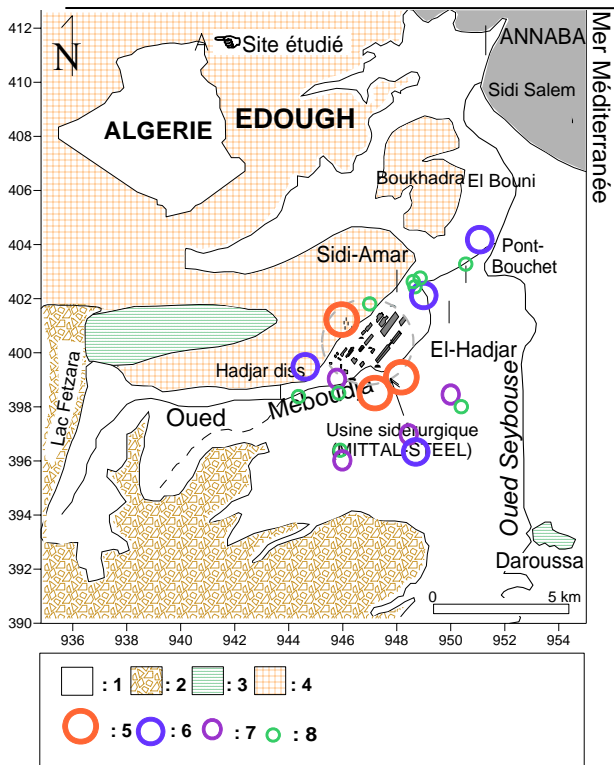 412
410
408
406
404
402
400
398
396
394
392
390
936
938
940
942
944
946
948
950
952
954
N
A
Site étudié
ALGERIE
EDOUGH
ANNABA
Sidi Salem
Mer Méditerranée
Boukhadra
El Bouni
Pont-
Bouchet
Sidi-Amar
El-Hadjar
Hadjar diss
Lac Fetzara
Oued
Meboudja
Usine sidérurgique
(MITTAL STEEL)
Oued Seybouse
Daroussa
0
5 km
: 1
: 2
: 3
: 4
: 5
: 6
: 7
: 8